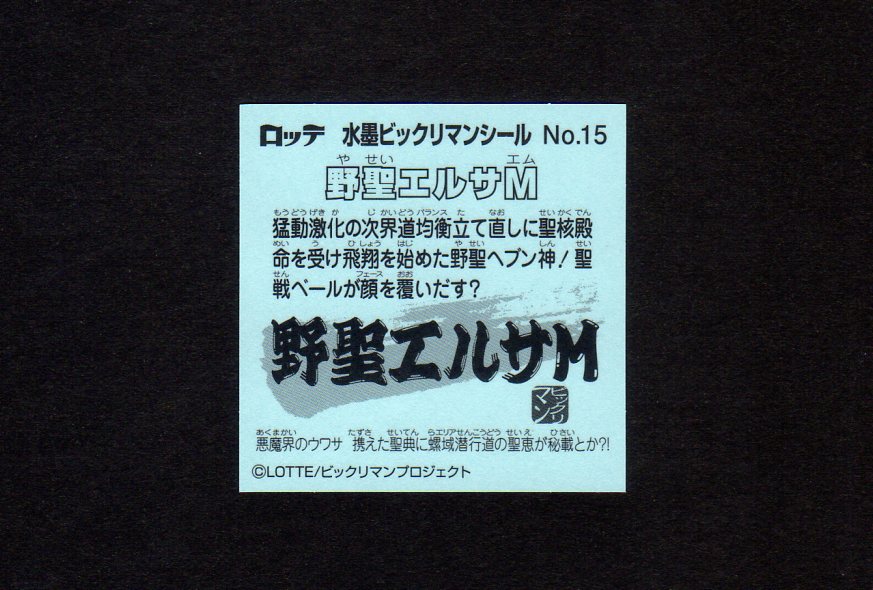 ロッテ 水墨ビックリマンシール No.15
や せい エム
野聖エルサM
もうどうげきか じかいどうバランスた なお せいかくでん
猛動激化の次界道均衡立て直しに聖核殿
めい う ひしょう はじ や せい しん せい
命を受け飛翔を始めた野聖ヘブン神!聖
せん フェース おお
戦ベールが顔を覆いだす?
野聖エルサM
ビックリ
マン
あくまかい たずさ せいてん らエリアせんこうどう せいえ ひさい
悪魔界のウワサ 携えた聖典に螺域潜行道の聖恵が秘載とか?!
©LOTTE/ビックリマンプロジェクト